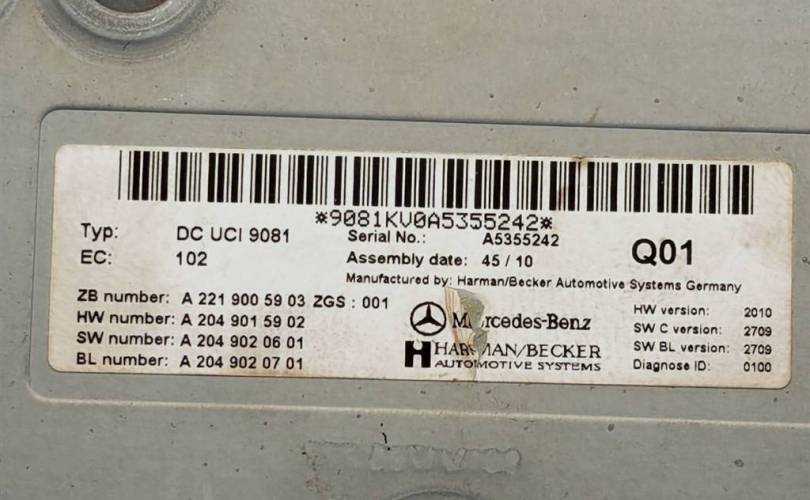 *9081KV0A5355242*
Typ: DC UCI 9081 Serial No.: A5355242 Q01
EC: 102 Assembly date: 45 / 10
Manufactured by: Harman/Becker Automotive Systems Germany
ZB number: A 221 900 59 03 ZGS : 001
HW number: A 204 901 59 02
SW number: A 204 902 06 01
BL number: A 204 902 07 01
Mercedes-Benz
HARMAN/BECKER
AUTOMOTIVE SYSTEMS
HW version: 2010
SW C version: 2709
SW BL version: 2709
Diagnose ID: 0100